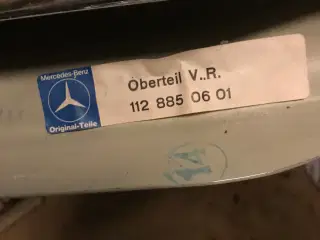 Mercedes-Benz
Original-Teile
Oberteil V..R.
112 885 06 01